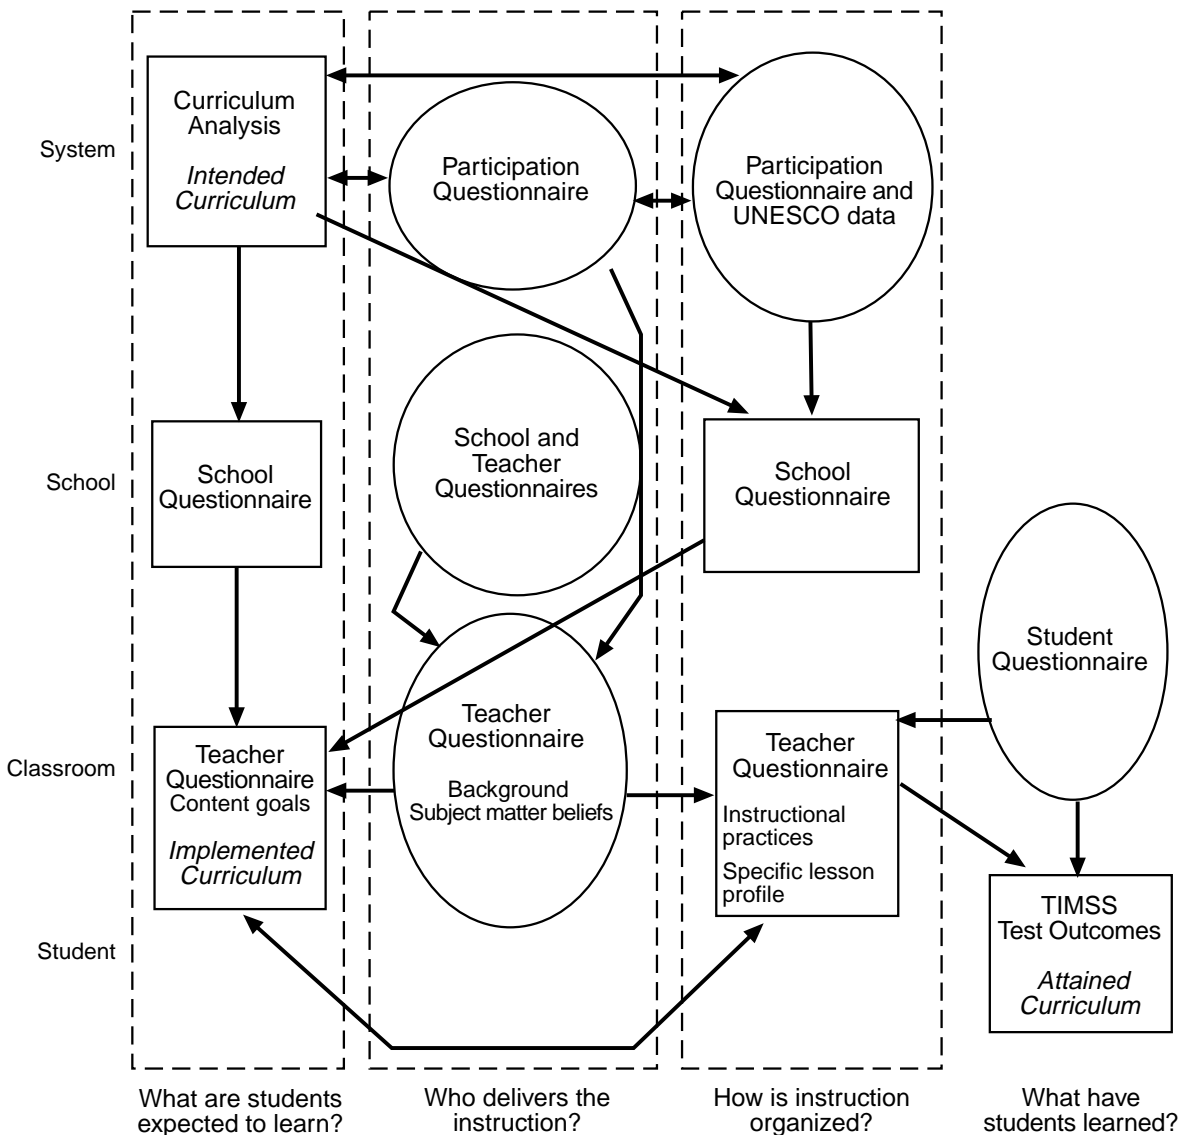 System
Curriculum
Analysis
Intended
Curriculum
Participation
Questionnaire
Participation
Questionnaire and
UNESCO data
School
School
Questionnaire
School and
Teacher
Questionnaires
School
Questionnaire
Student
Questionnaire
Classroom
Teacher
Questionnaire
Content goals
Implemented
Curriculum
Teacher
Questionnaire
Background
Subject matter beliefs
Teacher
Questionnaire
Instructional
practices
Specific lesson
profile
Student
TIMSS
Test Outcomes
Attained
Curriculum
What are students
expected to learn?
Who delivers the
instruction?
How is instruction
organized?
What have
students learned?